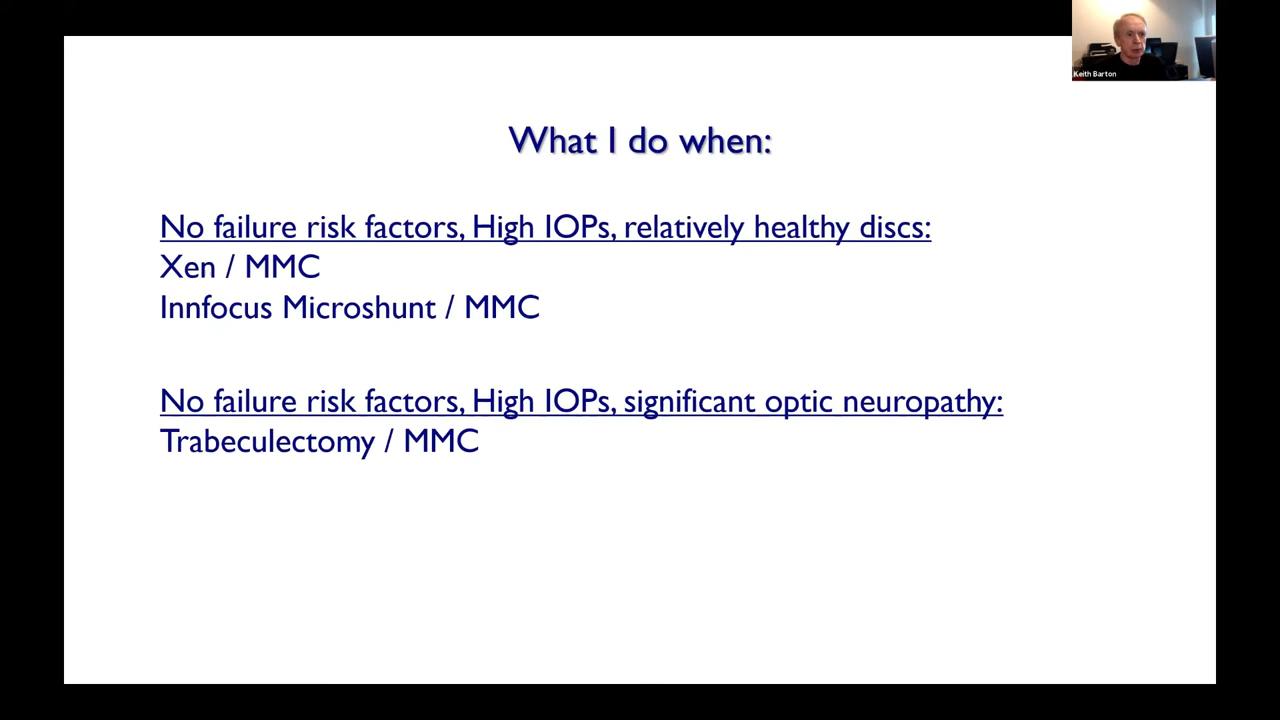 Keith Barton
What I do when:
No failure risk factors, High IOPs, relatively healthy discs:
Xen / MMC
Innfocus Microshunt / MMC
No failure risk factors, High IOPs, significant optic neuropathy:
Trabeculectomy / MMC